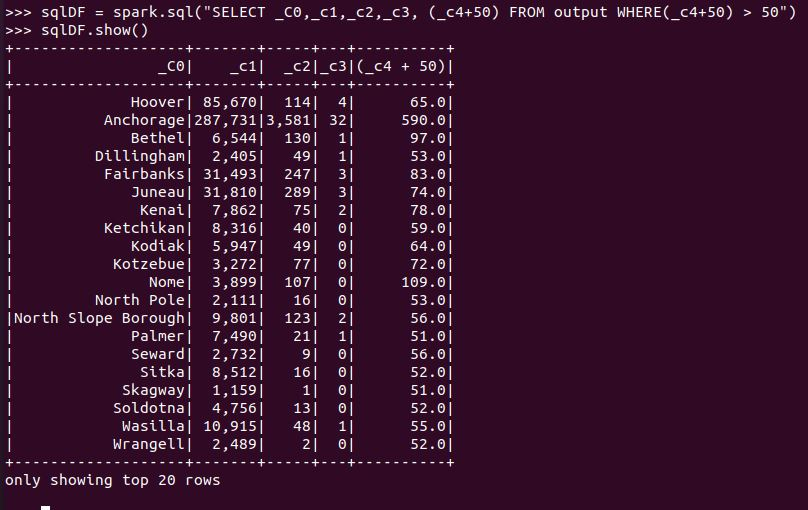 >>> sqlDF = spark.sql("SELECT _C0,_c1,_c2,_c3, (_c4+50) FROM output WHERE(_c4+50) > 50")
>>> sqlDF.show()
+-------------------+-------+-----+---+----------+
|                _C0|    _c1|  _c2|_c3|(_c4 + 50)|
+-------------------+-------+-----+---+----------+
|             Hoover| 85,670|  114|  4|      65.0|
|          Anchorage|287,731|3,581| 32|     590.0|
|             Bethel|  6,544|  130|  1|      97.0|
|         Dillingham|  2,405|   49|  1|      53.0|
|          Fairbanks| 31,493|  247|  3|      83.0|
|             Juneau| 31,810|  289|  3|      74.0|
|              Kenai|  7,862|   75|  2|      78.0|
|          Ketchikan|  8,316|   40|  0|      59.0|
|             Kodiak|  5,947|   49|  0|      64.0|
|           Kotzebue|  3,272|   77|  0|      72.0|
|               Nome|  3,899|  107|  0|     109.0|
|         North Pole|  2,111|   16|  0|      53.0|
|North Slope Borough|  9,801|  123|  2|      56.0|
|             Palmer|  7,490|   21|  1|      51.0|
|             Seward|  2,732|    9|  0|      56.0|
|              Sitka|  8,512|   16|  0|      52.0|
|            Skagway|  1,159|    1|  0|      51.0|
|           Soldotna|  4,756|   13|  0|      52.0|
|            Wasilla| 10,915|   48|  1|      55.0|
|           Wrangell|  2,489|    2|  0|      52.0|
+-------------------+-------+-----+---+----------+
only showing top 20 rows